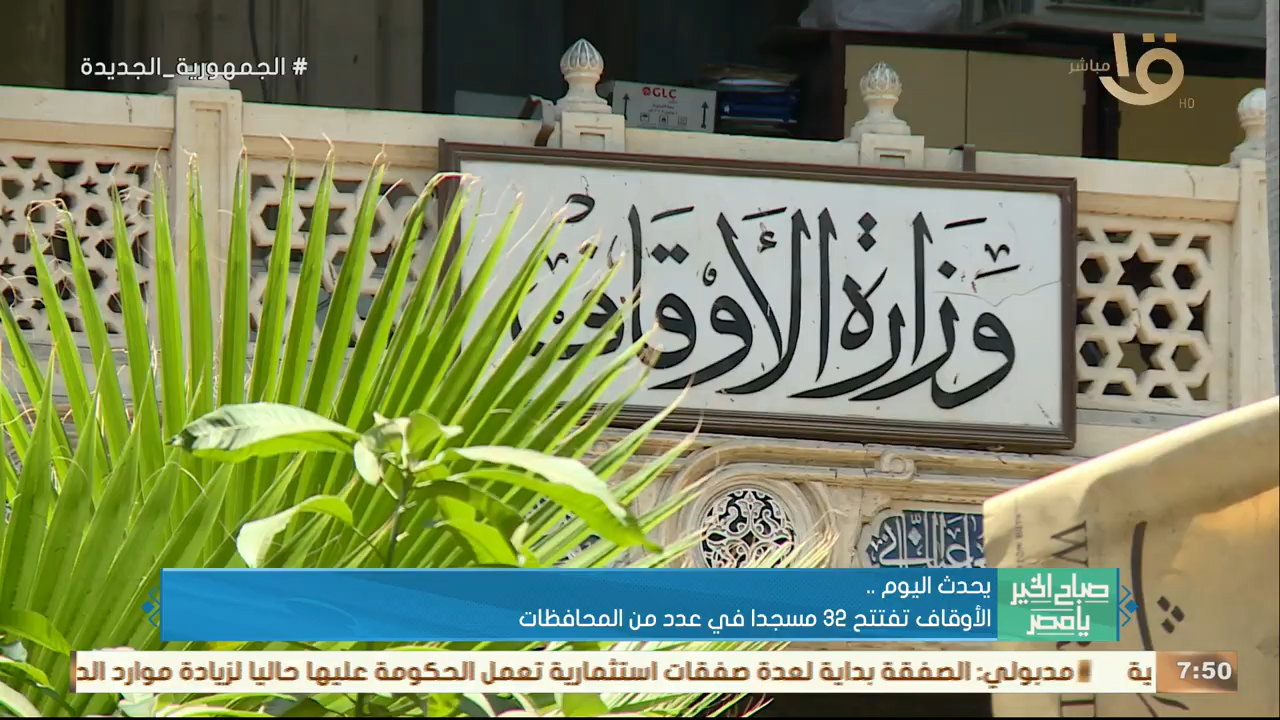 # الجمهورية_الجديدة
مباشر
HD
GLC
وزارة الأوقاف
يحدث اليوم ..
الأوقاف تفتتح 32 مسجدا في عدد من المحافظات
صباح الخير
يا مصر
ية # مدبولي: الصفقة بداية لعدة صفقات استثمارية تعمل الحكومة عليها حاليا لزيادة موارد الد
7:50